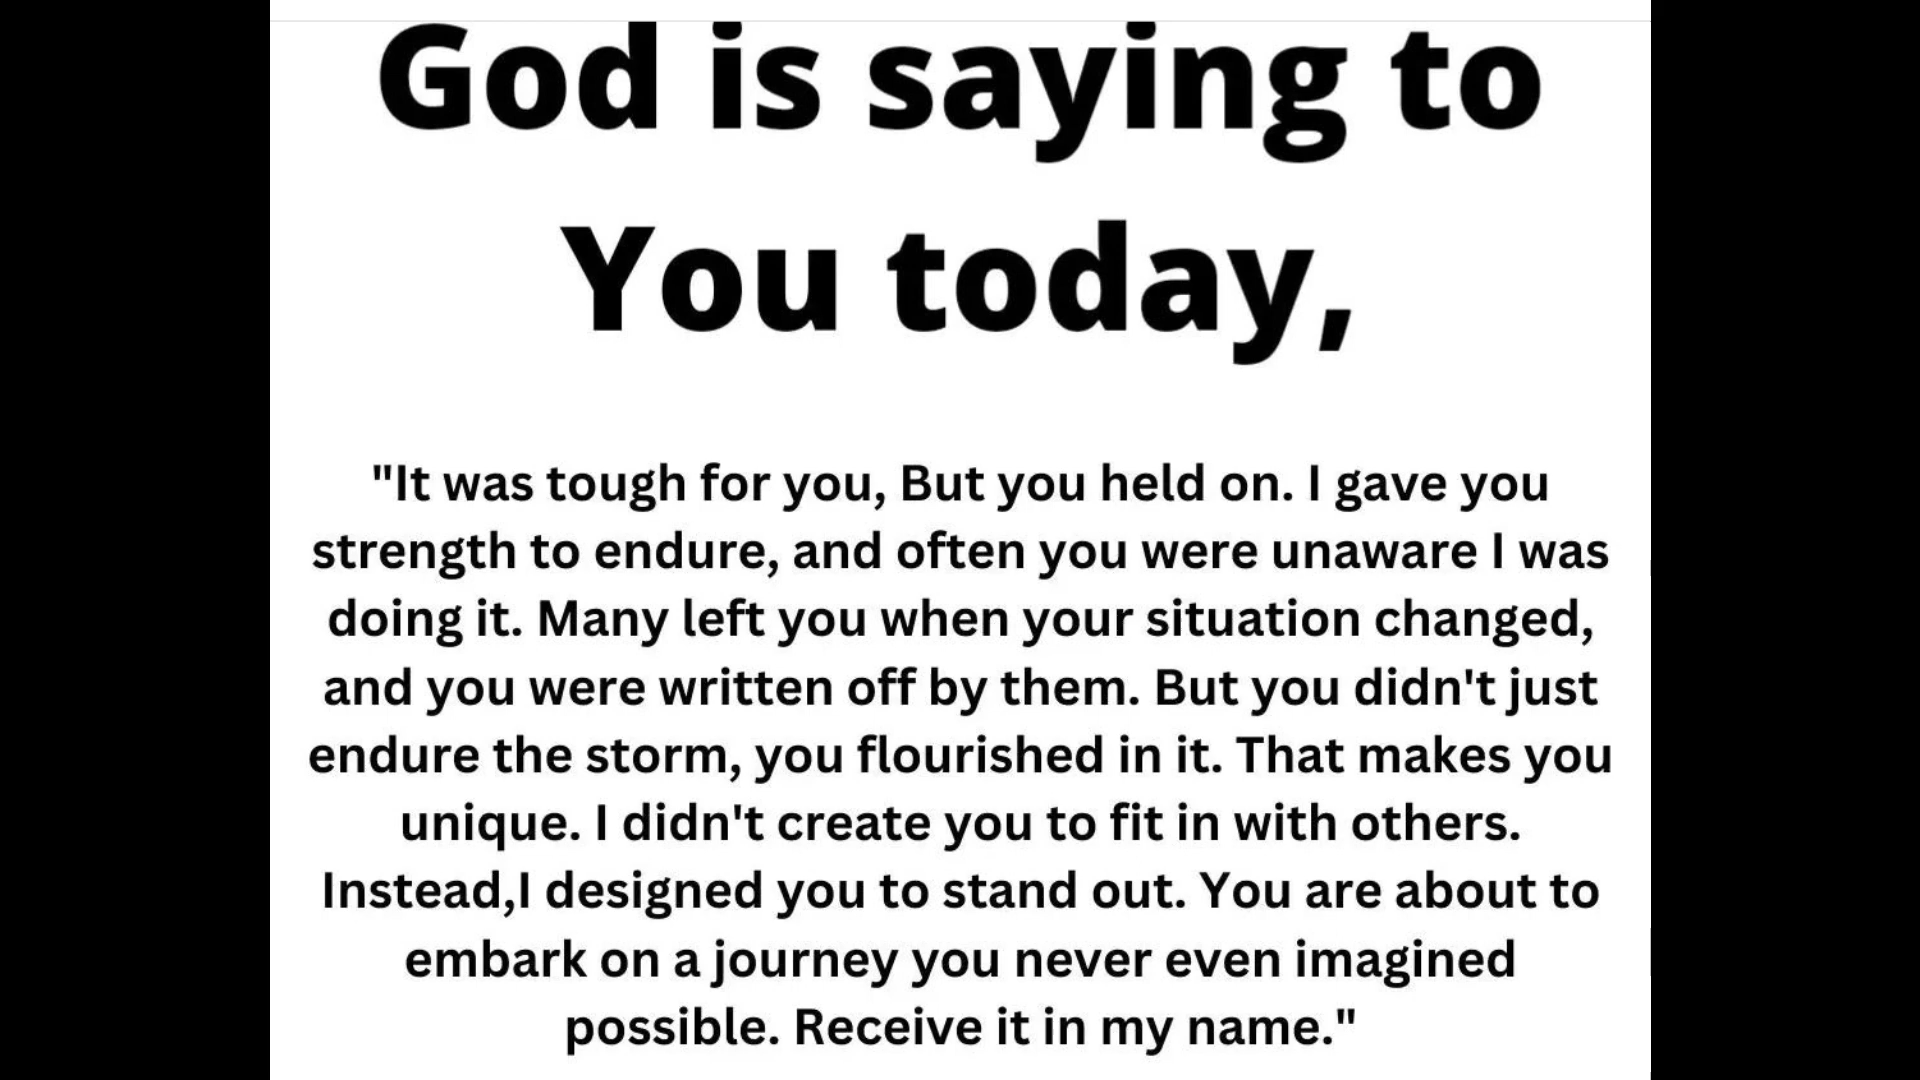 God is saying to
You today,
"It was tough for you, But you held on. I gave you
strength to endure, and often you were unaware I was
doing it. Many left you when your situation changed,
and you were written off by them. But you didn't just
endure the storm, you flourished in it. That makes you
unique. I didn't create you to fit in with others.
Instead,I designed you to stand out. You are about to
embark on a journey you never even imagined
possible. Receive it in my name."